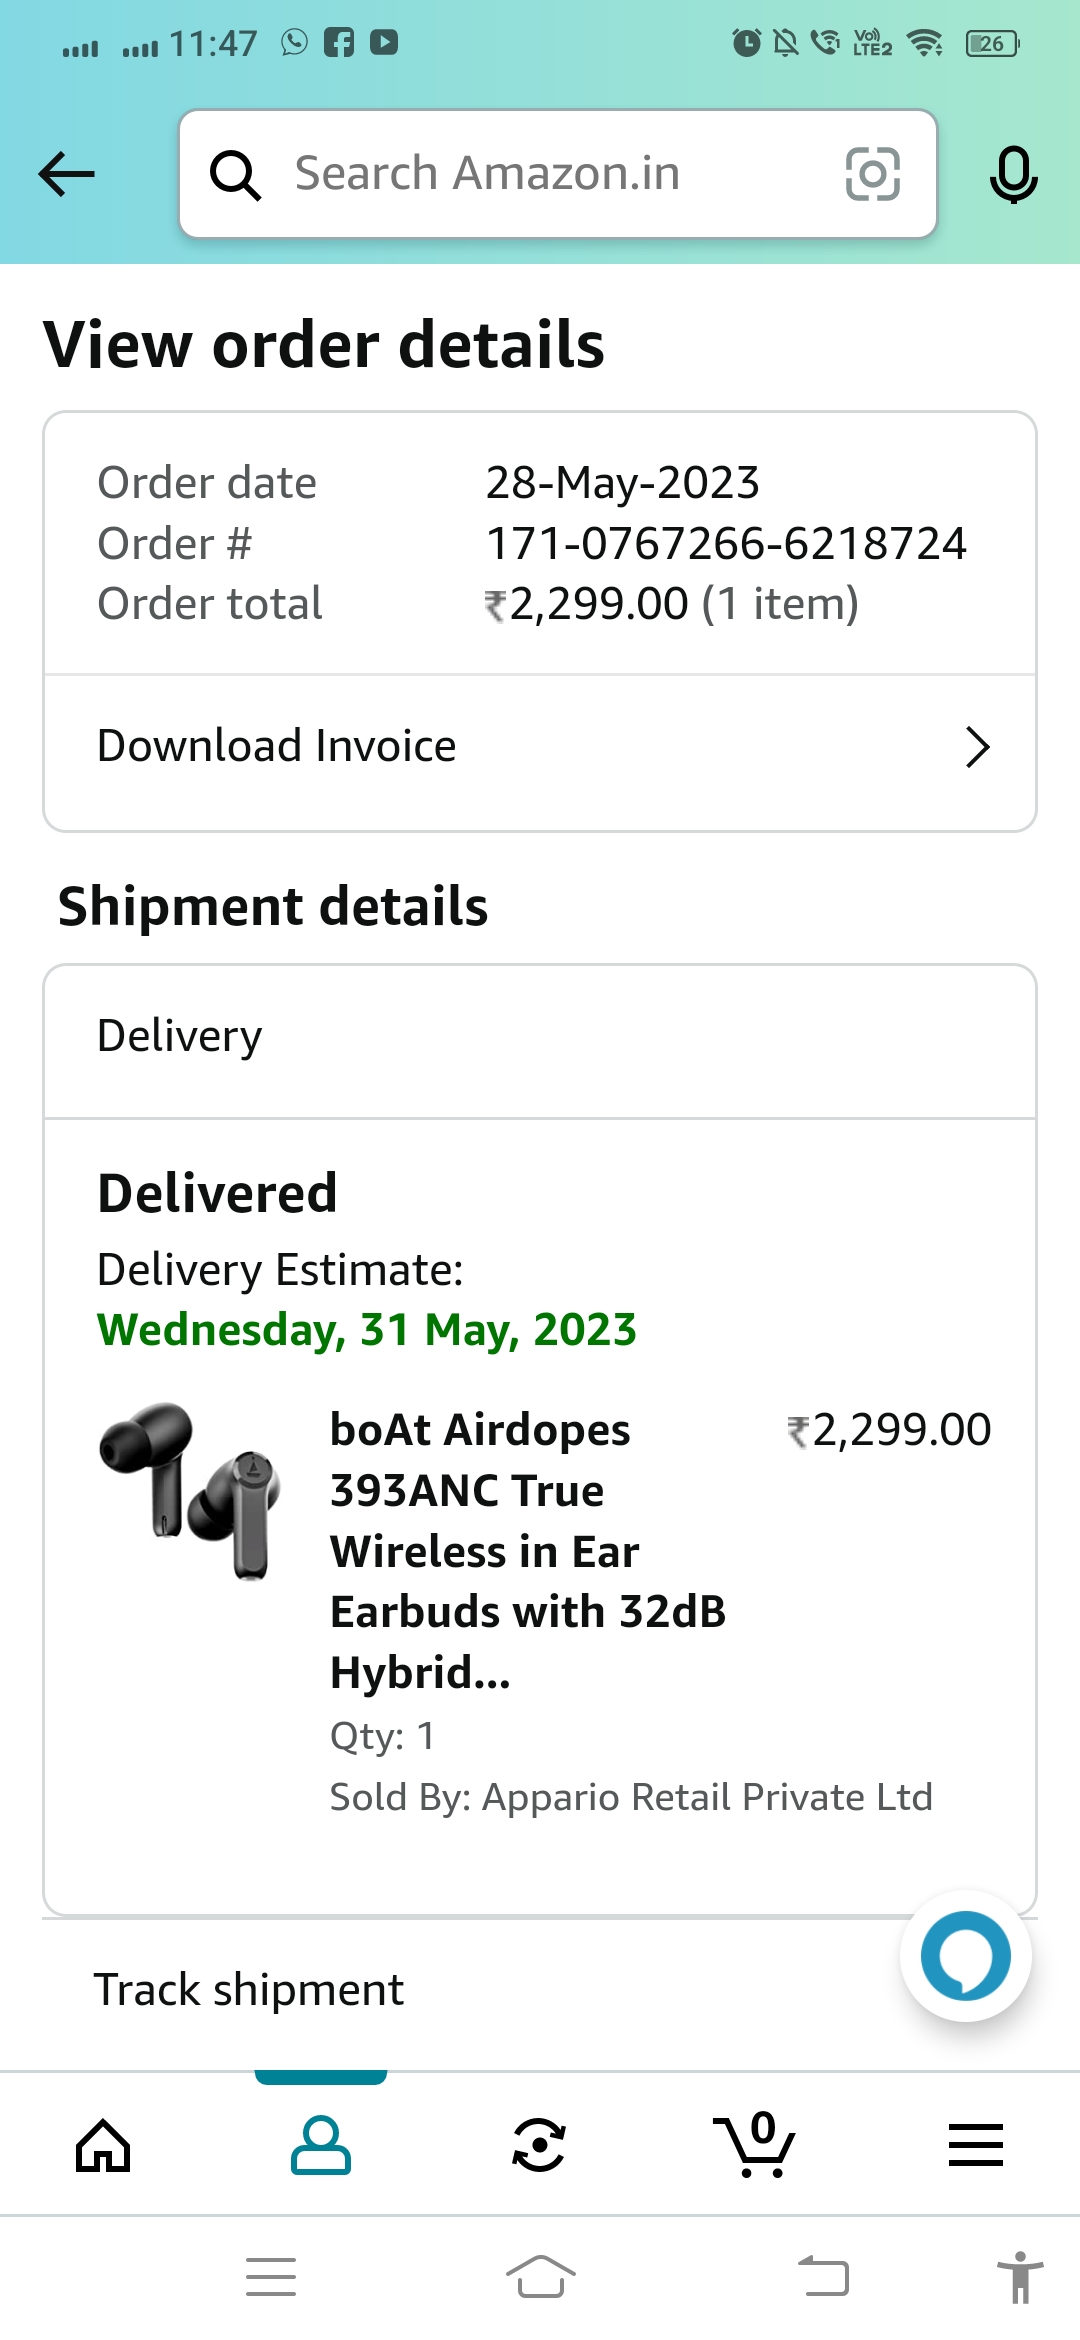 11:47
Vo)) LTE2
26
Search Amazon.in
View order details
Order date 28-May-2023
Order # 171-0767266-6218724
Order total ₹2,299.00 (1 item)
Download Invoice
Shipment details
Delivery
Delivered
Delivery Estimate:
Wednesday, 31 May, 2023
boAt Airdopes ₹2,299.00
393ANC True
Wireless in Ear
Earbuds with 32dB
Hybrid...
Qty: 1
Sold By: Appario Retail Private Ltd
Track shipment
0